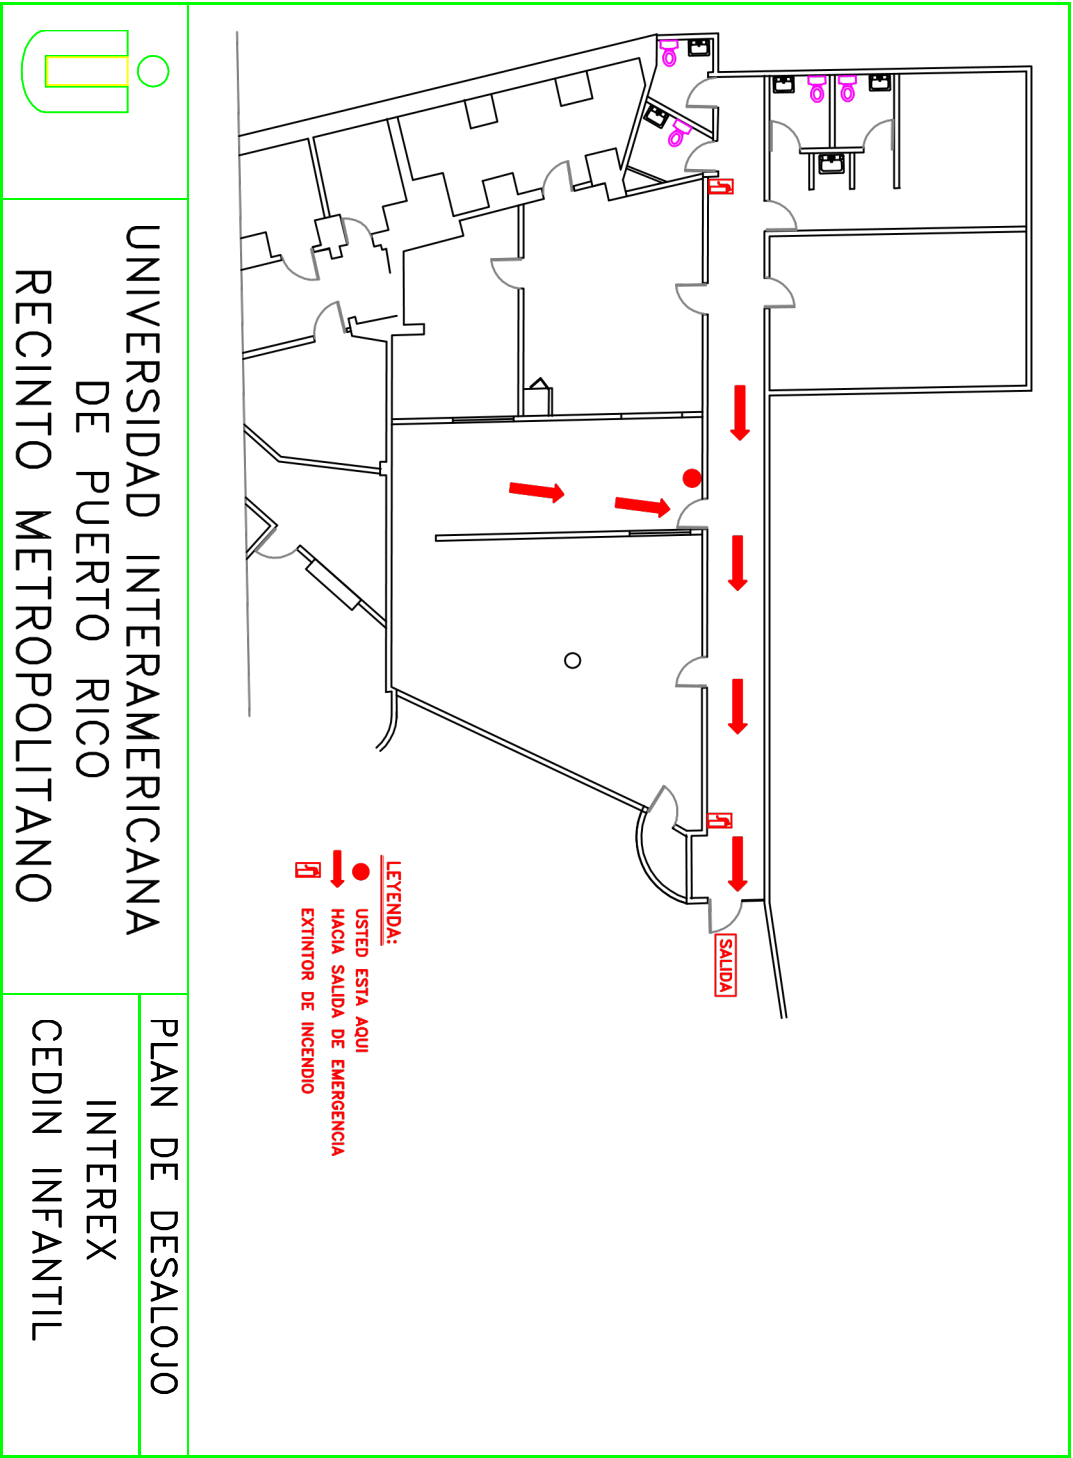 SALIDA
LEYENDA:
USTED ESTA AQUI
HACIA SALIDA DE EMERGENCIA
EXTINTOR DE INCENDIO
UNIVERSIDAD INTERAMERICANA
DE PUERTO RICO
RECINTO METROPOLITANO
PLAN DE DESALOJO
INTEREX
CEDIN INFANTIL